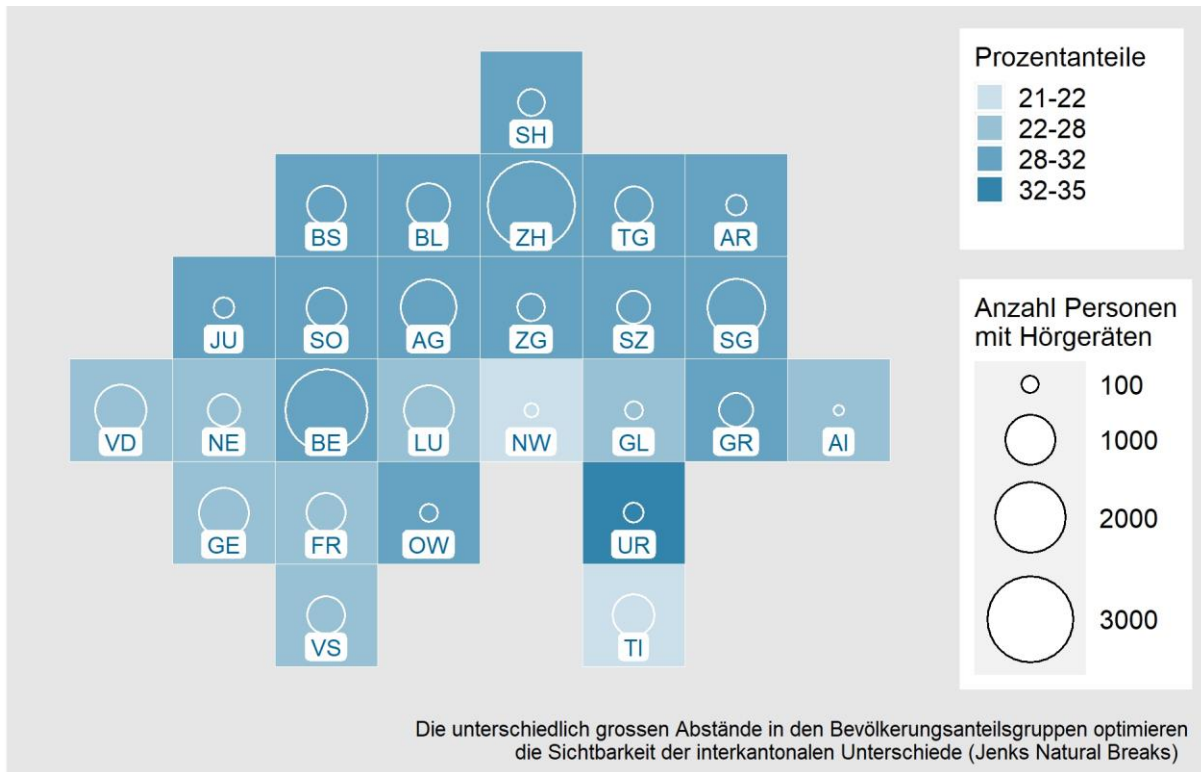 SH
BS
BL
ZH
TG
AR
JU
SO
AG
ZG
SZ
SG
VD
NE
BE
LU
NW
GL
GR
AI
GE
FR
OW
UR
VS
TI
Prozentanteile
21-22
22-28
28-32
32-35
Anzahl Personen
mit Hörgeräten
100
1000
2000
3000
Die unterschiedlich grossen Abstände in den Bevölkerungsanteilsgruppen optimieren
die Sichtbarkeit der interkantonalen Unterschiede (Jenks Natural Breaks)